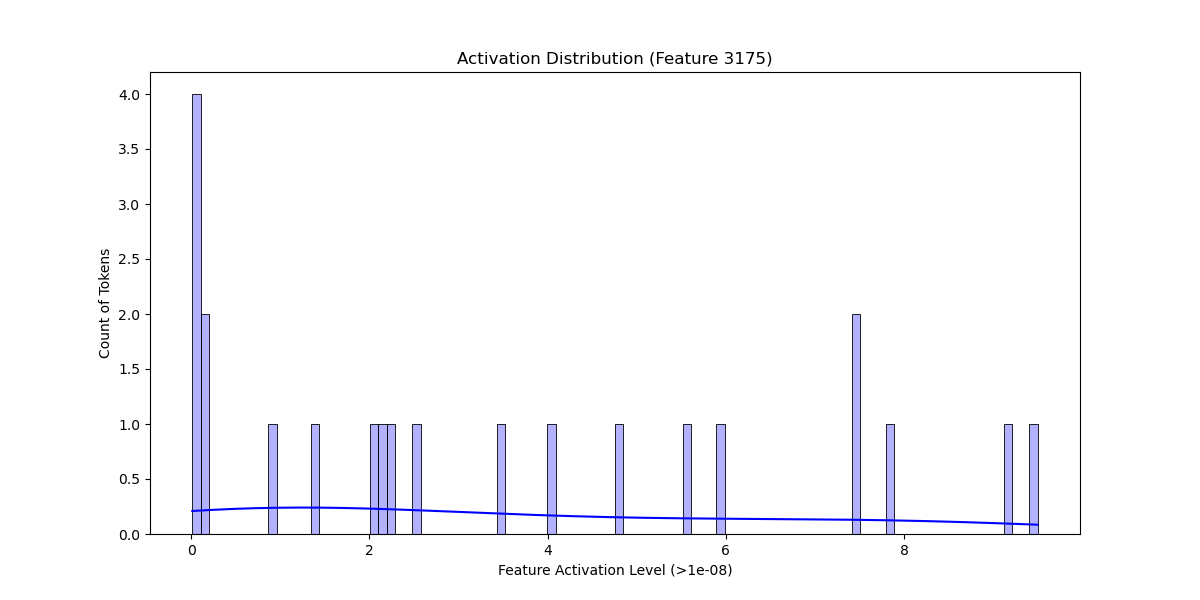 Activation Distribution (Feature 3175)
4.0
3.5
3.0
2.5
2.0
1.5
1.0
0.5
0.0
Count of Tokens
0 2 4 6 8
Feature Activation Level (>1e-08)